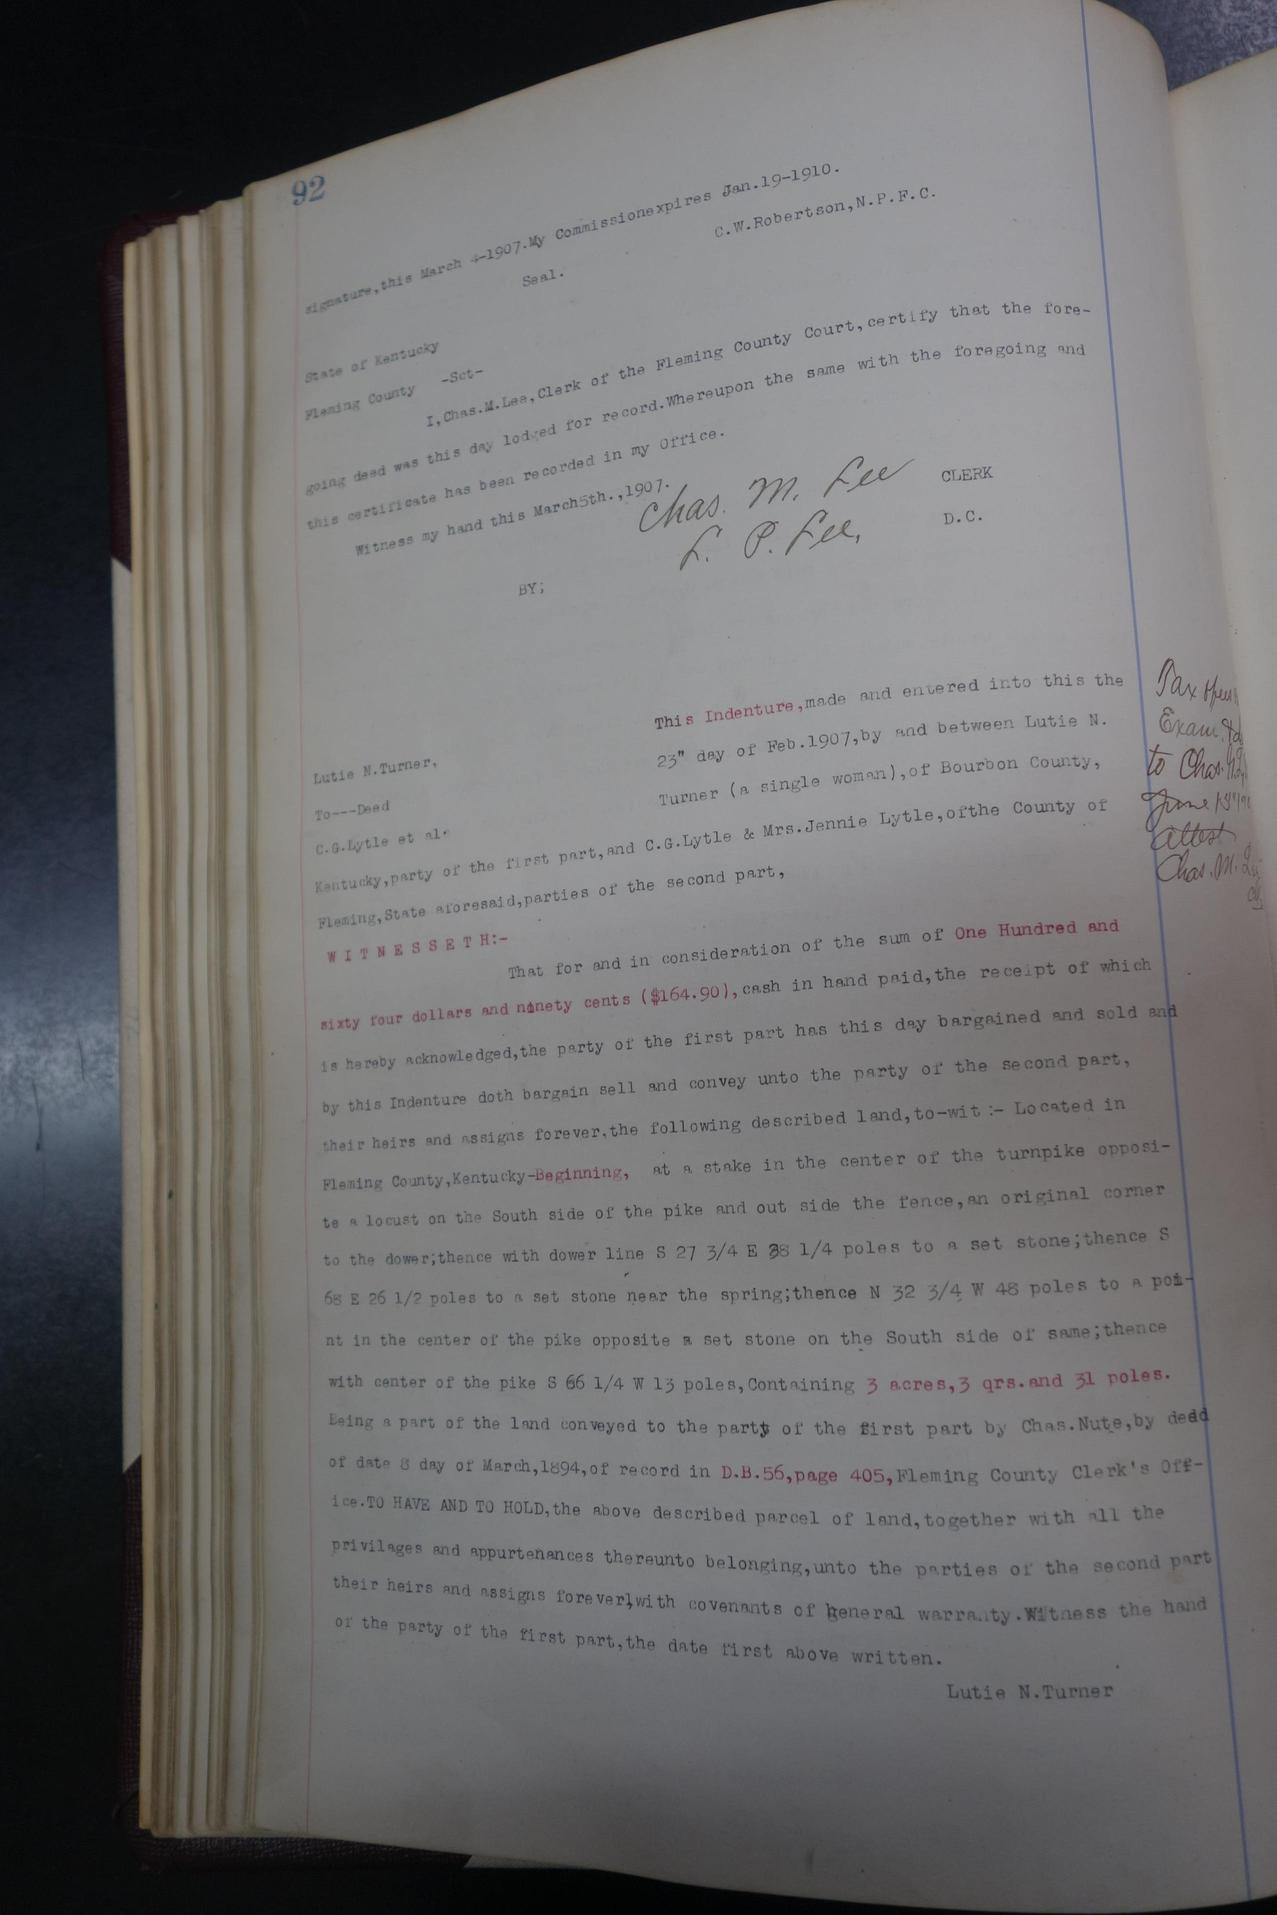 92
signature,this March 4-1907.My Commissionexpires Jan.19-1910.
C.W.Robertson,N.P.F.C.
Seal.
State of Kentucky
Fleming County -Sct-
I,Chas.M.Lee,Clerk of the Fleming County Court,certify that the fore-
going deed was this day lodged for record.Whereupon the same with the foregoing and
this certificate has been recorded in my Office.
Witness my hand this March5th.,1907.
Chas. M. Lee CLERK
BY; L. P. Lee, D.C.
Lutie N.Turner,
To---Deed
C.G.Lytle et al.
This Indenture,made and entered into this the
23" day of Feb.1907,by and between Lutie N.
Turner (a single woman),of Bourbon County,
Kentucky,party of the first part,and C.G.Lytle & Mrs.Jennie Lytle,ofthe County of
Fleming,State aforesaid,parties of the second part,
W I T N E S S E T H:-
That for and in consideration of the sum of One Hundred and
sixty four dollars and ninety cents ($164.90),cash in hand paid,the receipt of which
is hereby acknowledged,the party of the first part has this day bargained and sold and
by this Indenture doth bargain sell and convey unto the party of the second part,
their heirs and assigns forever,the following described land,to-wit :- Located in
Fleming County,Kentucky-Beginning, at a stake in the center of the turnpike opposi-
te a locust on the South side of the pike and out side the fence,an original corner
to the dower;thence with dower line S 27 3/4 E 38 1/4 poles to a set stone;thence S
68 E 26 1/2 poles to a set stone near the spring;thence N 32 3/4 W 48 poles to a poi-
nt in the center of the pike opposite a set stone on the South side of same;thence
with center of the pike S 66 1/4 W 13 poles,Containing 3 acres,3 qrs.and 31 poles.
Being a part of the land conveyed to the party of the first part by Chas.Nute,by dedd
of date 8 day of March,1894,of record in D.B.56,page 405,Fleming County Clerk's Off-
ice.TO HAVE AND TO HOLD,the above described parcel of land,together with all the
privilages and appurtenances thereunto belonging,unto the parties of the second part
their heirs and assigns forever,with covenants of general warranty.Witness the hand
of the party of the first part,the date first above written.
Lutie N.Turner
Exam.
to Chas.
June
attest
Chas. M.